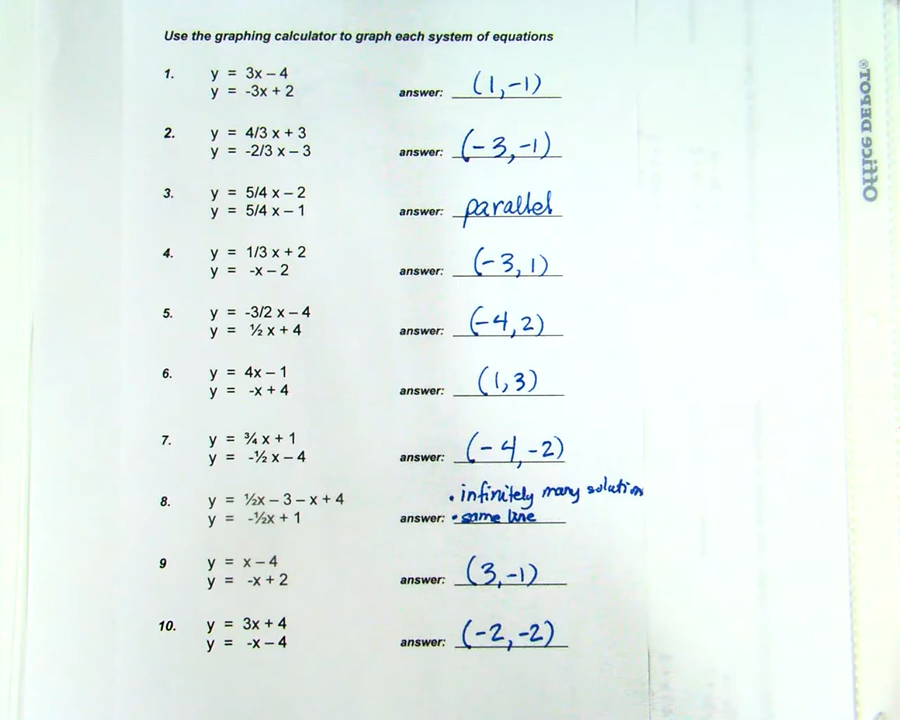 Use the graphing calculator to graph each system of equations
1. y = 3x – 4
y = -3x + 2 answer: (1,-1)
2. y = 4/3 x + 3
y = -2/3 x – 3 answer: (-3,-1)
3. y = 5/4 x – 2
y = 5/4 x – 1 answer: parallel
4. y = 1/3 x + 2
y = -x – 2 answer: (-3,1)
5. y = -3/2 x – 4
y = ½ x + 4 answer: (-4,2)
6. y = 4x – 1
y = -x + 4 answer: (1,3)
7. y = ¾ x + 1
y = -½ x – 4 answer: (-4,-2)
• infinitely many solution
8. y = ½x – 3 – x + 4
y = -½x + 1 answer: • same line
9 y = x – 4
y = -x + 2 answer: (3,-1)
10. y = 3x + 4
y = -x – 4 answer: (-2,-2)
Office DEPOT®